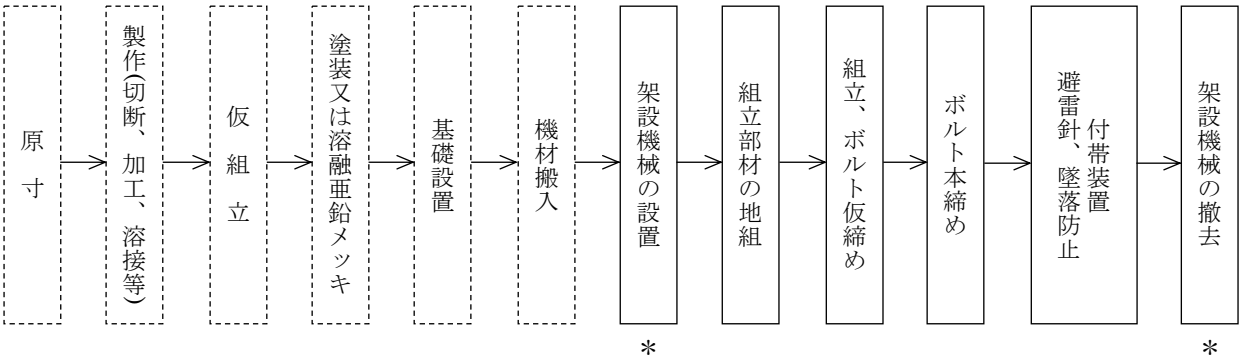 原寸
製作(切断、加工、溶接等)
仮組立
塗装又は溶融亜鉛メッキ
基礎設置
機材搬入
架設機械の設置
組立部材の地組
組立、ボルト仮締め
ボルト本締め
付帯装置
避雷針、墜落防止
架設機械の撤去
*
*